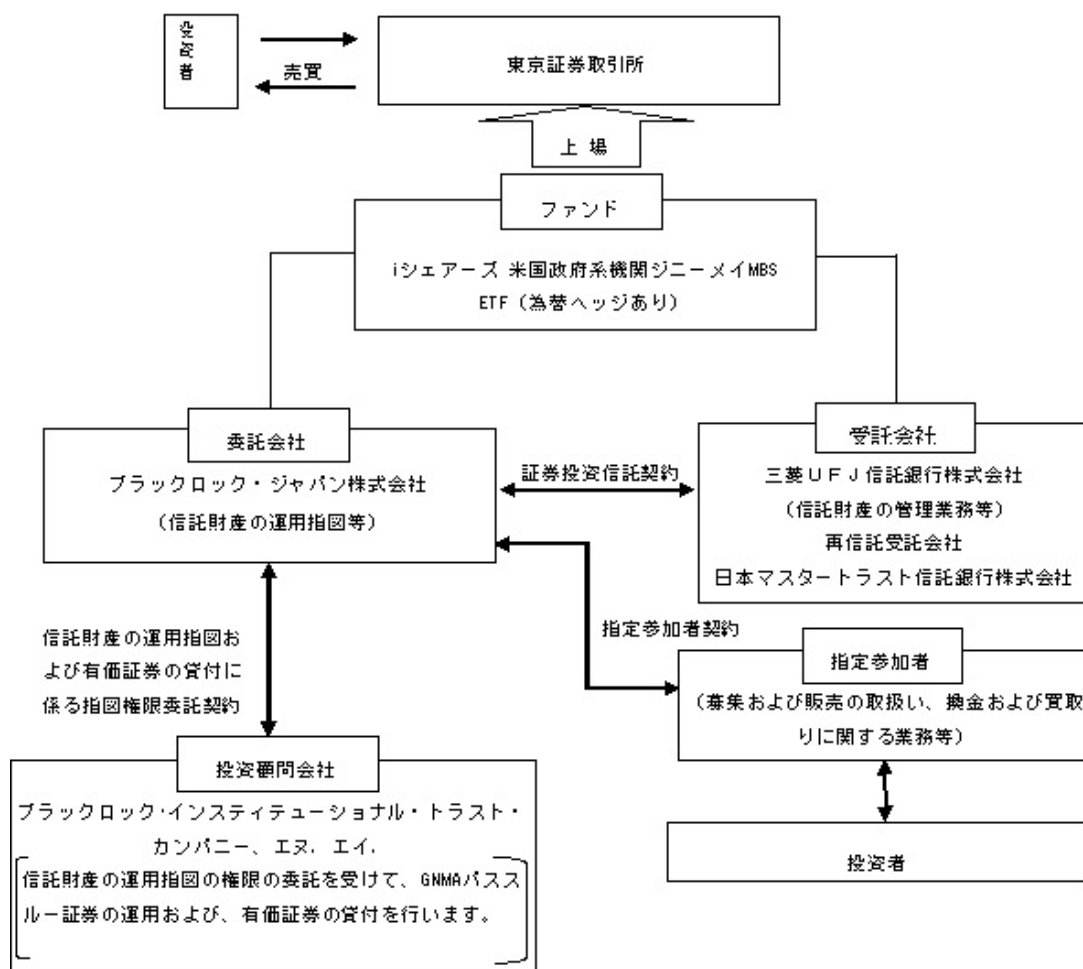 投資者
売買
東京証券取引所
上 場
ファンド
iシェアーズ 米国政府系機関ジニーメイMBS
ETF（為替ヘッジあり）
委託会社
ブラックロック・ジャパン株式会社
（信託財産の運用指図等）
証券投資信託契約
受託会社
三菱ＵＦＪ信託銀行株式会社
（信託財産の管理業務等）
再信託受託会社
日本マスタートラスト信託銀行株式会社
信託財産の運用指図お
よび有価証券の貸付に
係る指図権限委託契約
指定参加者契約
指定参加者
（募集および販売の取扱い、換金および買取
りに関する業務等）
投資顧問会社
ブラックロック・インスティテューショナル・トラスト・
カンパニー、エヌ．エイ．
信託財産の運用指図の権限の委託を受けて、GNMAパスス
ルー証券の運用および、有価証券の貸付を行います。
投資者